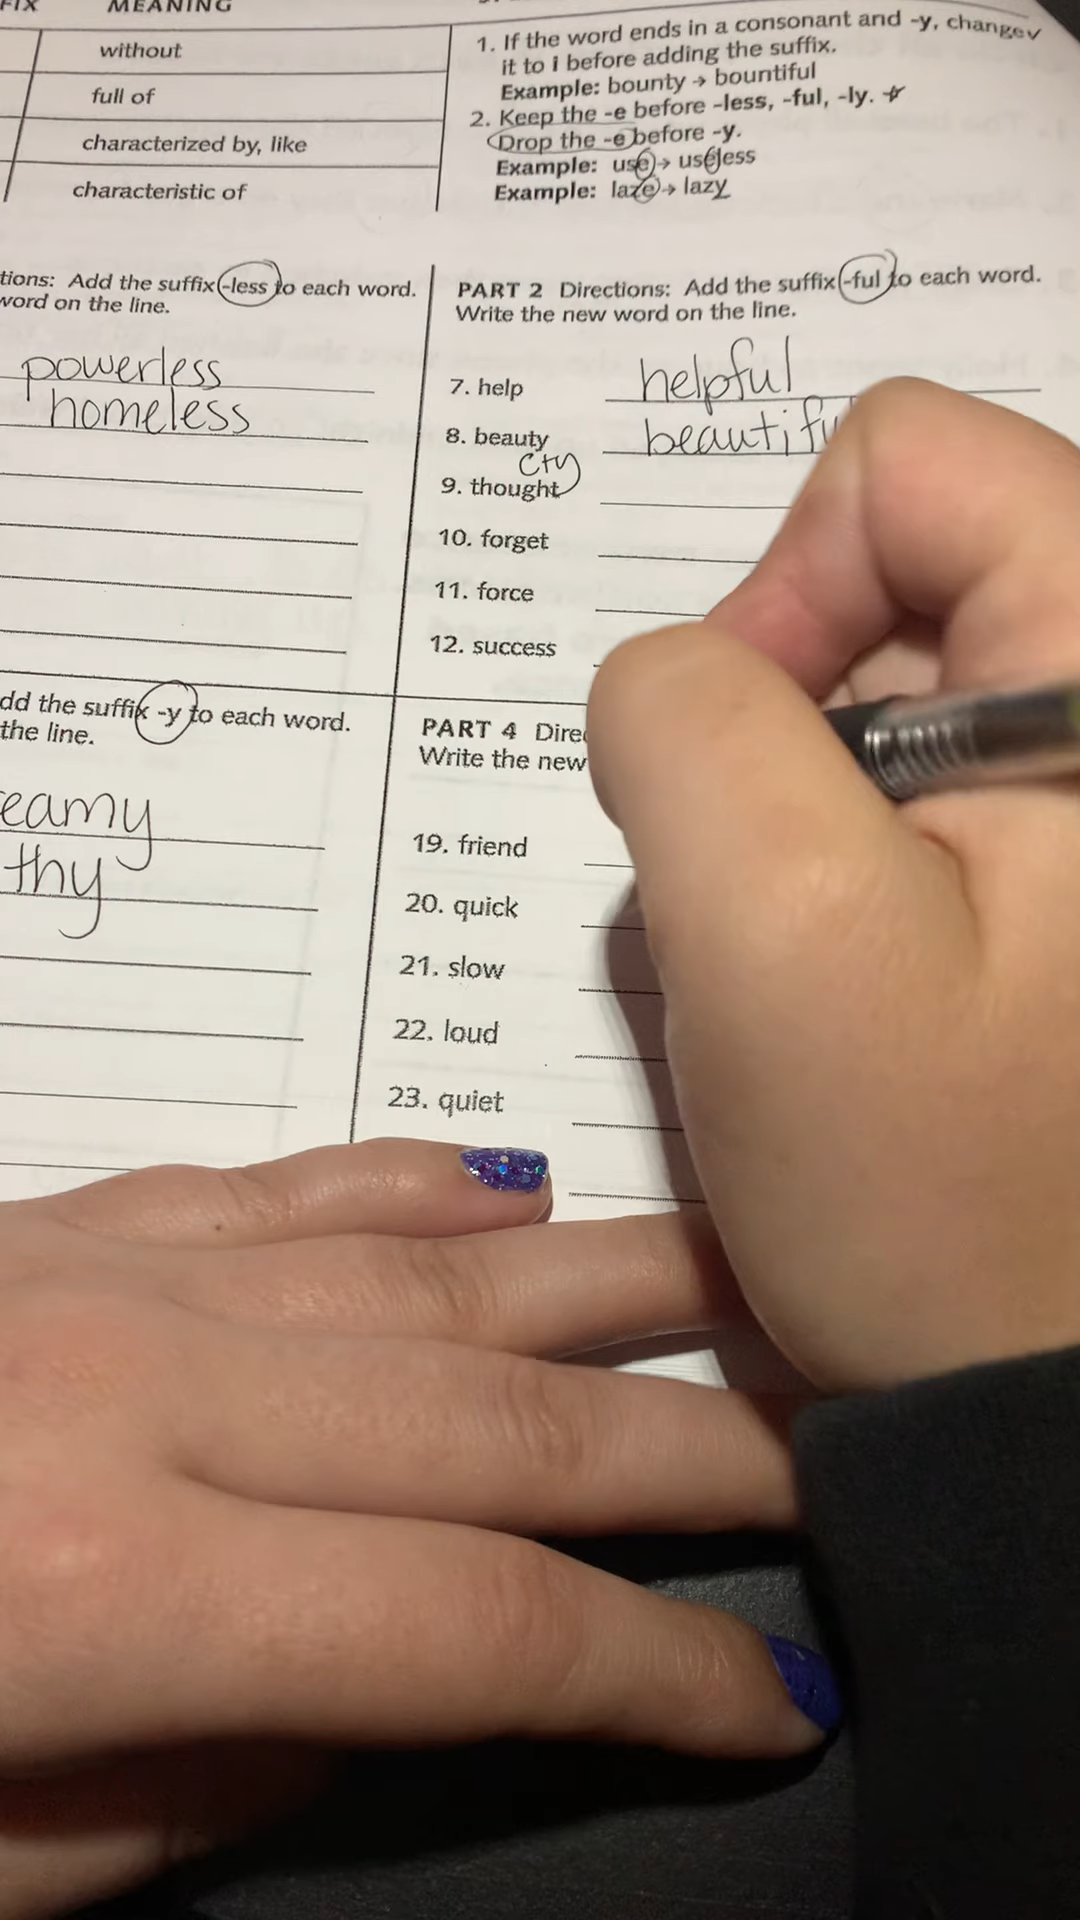 MEANING
without
full of
characterized by, like
characteristic of
1. If the word ends in a consonant and -y, change
it to i before adding the suffix.
Example: bounty → bountiful
2. Keep the -e before -less, -ful, -ly.
Drop the -e before -y.
Example: use → useless
Example: laze → lazy
tions: Add the suffix -less to each word.
word on the line.
powerless
homeless
PART 2 Directions: Add the suffix -ful to each word.
Write the new word on the line.
7. help helpful
8. beauty beautifu
9. thought
10. forget
11. force
12. success
dd the suffix -y to each word.
the line.
eamy
thy
PART 4 Direc
Write the new
19. friend
20. quick
21. slow
22. loud
23. quiet